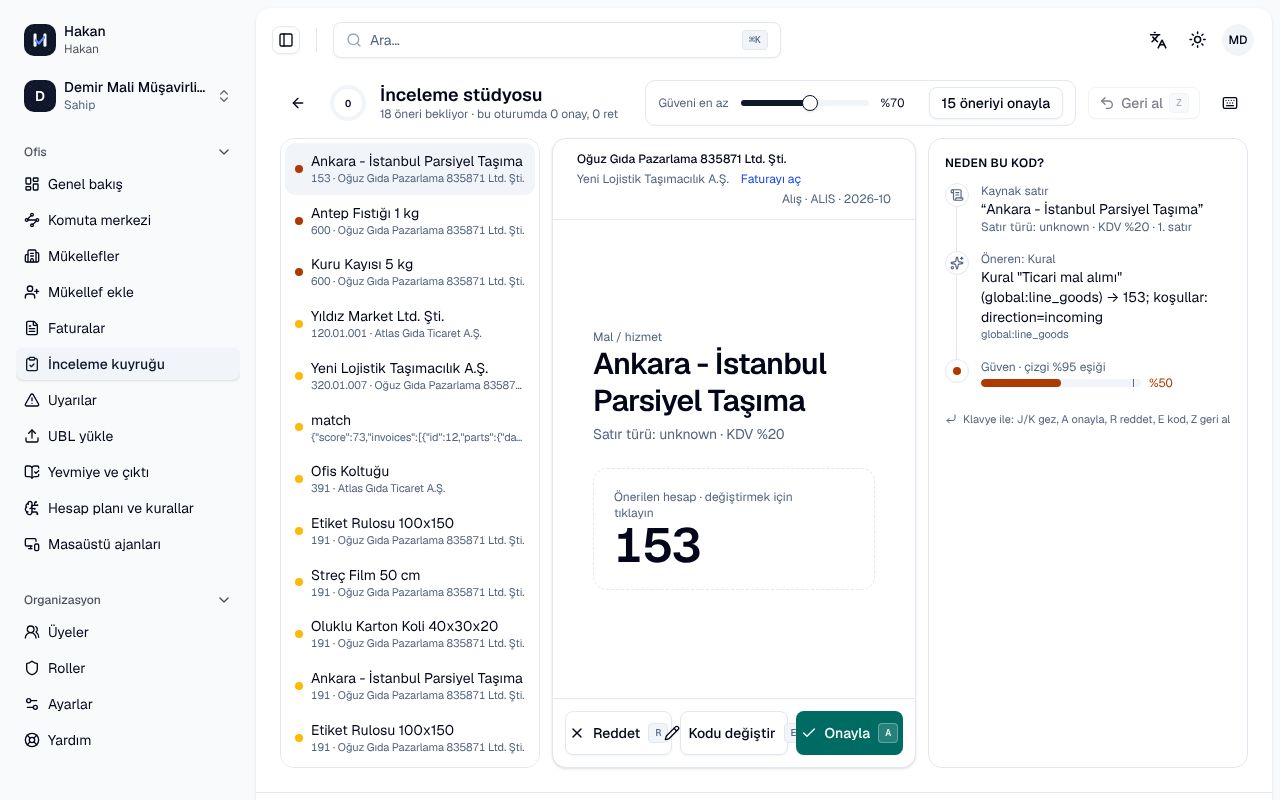 Hakan
Hakan
D
Demir Mali Müşavirli...
Sahip
Ofis
Genel bakış
Komuta merkezi
Mükellefler
Mükellef ekle
Faturalar
İnceleme kuyruğu
Uyarılar
UBL yükle
Yevmiye ve çıktı
Hesap planı ve kurallar
Masaüstü ajanları
Organizasyon
Üyeler
Roller
Ayarlar
Yardım
Ara...
⌘K
MD
0
İnceleme stüdyosu
18 öneri bekliyor · bu oturumda 0 onay, 0 ret
Güveni en az
%70
15 öneriyi onayla
Geri al Z
Ankara - İstanbul Parsiyel Taşıma
153 · Oğuz Gıda Pazarlama 835871 Ltd. Şti.
Antep Fıstığı 1 kg
600 · Oğuz Gıda Pazarlama 835871 Ltd. Şti.
Kuru Kayısı 5 kg
600 · Oğuz Gıda Pazarlama 835871 Ltd. Şti.
Yıldız Market Ltd. Şti.
120.01.001 · Atlas Gıda Ticaret A.Ş.
Yeni Lojistik Taşımacılık A.Ş.
320.01.007 · Oğuz Gıda Pazarlama 83587...
match
{"score":73,"invoices":[{"id":12,"parts":{"da...
Ofis Koltuğu
391 · Atlas Gıda Ticaret A.Ş.
Etiket Rulosu 100x150
191 · Oğuz Gıda Pazarlama 835871 Ltd. Şti.
Streç Film 50 cm
191 · Oğuz Gıda Pazarlama 835871 Ltd. Şti.
Oluklu Karton Koli 40x30x20
191 · Oğuz Gıda Pazarlama 835871 Ltd. Şti.
Ankara - İstanbul Parsiyel Taşıma
191 · Oğuz Gıda Pazarlama 835871 Ltd. Şti.
Etiket Rulosu 100x150
191 · Oğuz Gıda Pazarlama 835871 Ltd. Şti.
Oğuz Gıda Pazarlama 835871 Ltd. Şti.
Yeni Lojistik Taşımacılık A.Ş. Faturayı aç
Alış · ALIS · 2026-10
Mal / hizmet
Ankara - İstanbul
Parsiyel Taşıma
Satır türü: unknown · KDV %20
Önerilen hesap · değiştirmek için
tıklayın
153
Reddet R
Kodu değiştir E
Onayla A
NEDEN BU KOD?
Kaynak satır
“Ankara - İstanbul Parsiyel Taşıma”
Satır türü: unknown · KDV %20 · 1. satır
Öneren: Kural
Kural "Ticari mal alımı"
(global:line_goods) → 153; koşullar:
direction=incoming
global:line_goods
Güven · çizgi %95 eşiği
%50
Klavye ile: J/K gez, A onayla, R reddet, E kod, Z geri al